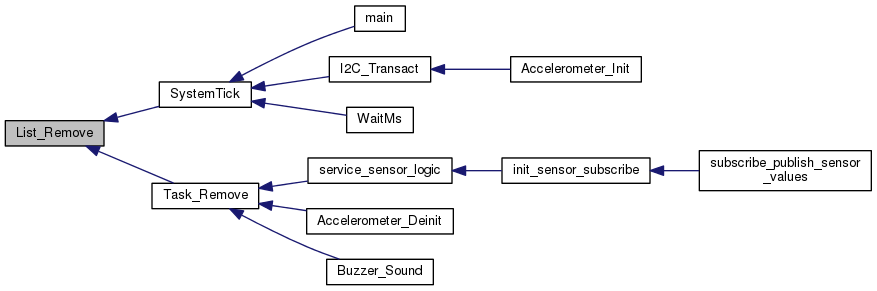 main
I2C_Transact
Accelerometer_Init
SystemTick
WaitMs
List_Remove
service_sensor_logic
init_sensor_subscribe
subscribe_publish_sensor
_values
Task_Remove
Accelerometer_Deinit
Buzzer_Sound